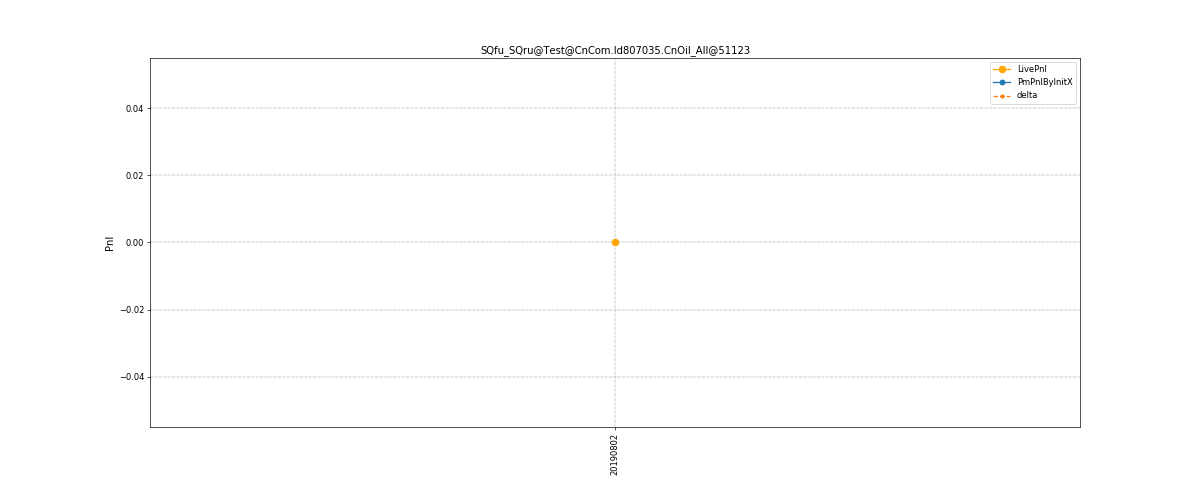 SQfu_SQru@Test@CnCom.Id807035.CnOil_All@51123
LivePnl
PmPnlByInitX
delta
0.04
0.02
0.00
−0.02
−0.04
Pnl
20190802